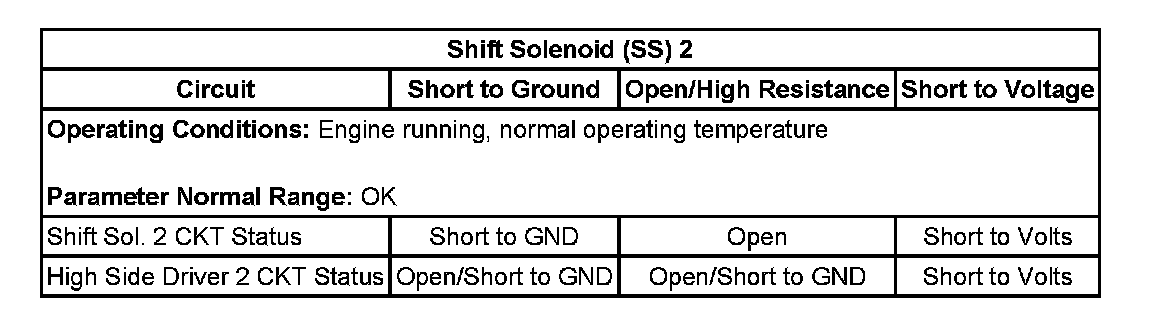 Shift Solenoid (SS) 2
Circuit Short to Ground Open/High Resistance Short to Voltage
Operating Conditions: Engine running, normal operating temperature
Parameter Normal Range: OK
Shift Sol. 2 CKT Status Short to GND Open Short to Volts
High Side Driver 2 CKT Status Open/Short to GND Open/Short to GND Short to Volts